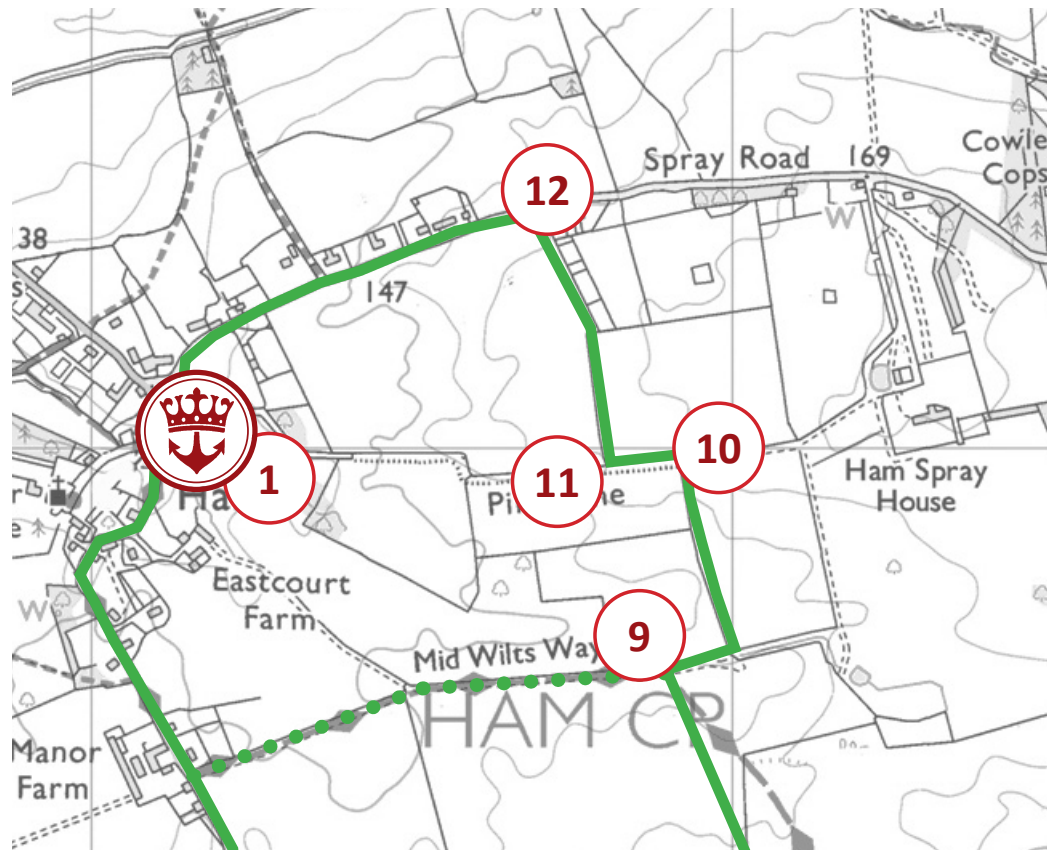 Spray Road
169
Cowle
Cops
12
38
s
W
147
10
11
1
Ham Spray
House
r
e
Eastcourt
Farm
W
9
Mid Wilts Way
HAM CP
Manor
Farm